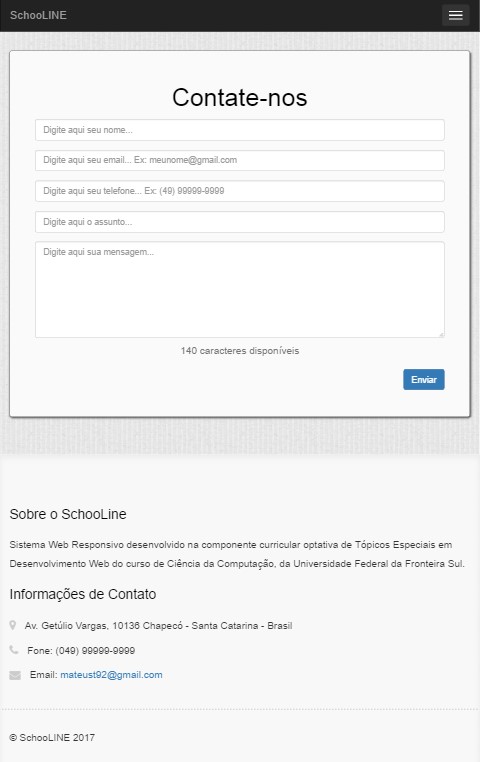 SchooLINE
Contate-nos
Digite aqui seu nome...
Digite aqui seu email... Ex: meunome@gmail.com
Digite aqui seu telefone... Ex: (49) 99999-9999
Digite aqui o assunto...
Digite aqui sua mensagem...
140 caracteres disponíveis
Enviar
Sobre o SchooLine
Sistema Web Responsivo desenvolvido na componente curricular optativa de Tópicos Especiais em
Desenvolvimento Web do curso de Ciência da Computação, da Universidade Federal da Fronteira Sul.
Informações de Contato
Av. Getúlio Vargas, 10136 Chapecó - Santa Catarina - Brasil
Fone: (049) 99999-9999
Email: mateust92@gmail.com
© SchooLINE 2017